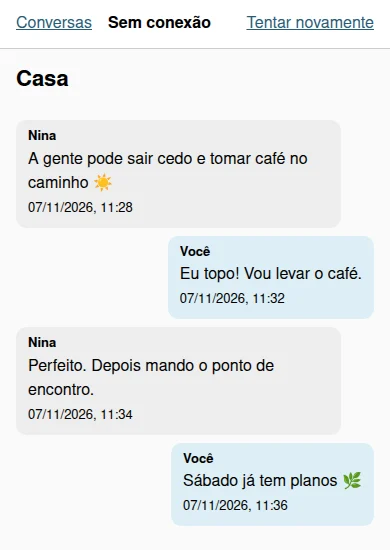 Conversas Sem conexão Tentar novamente
Casa
Nina
A gente pode sair cedo e tomar café no
caminho ☀️
07/11/2026, 11:28
Você
Eu topo! Vou levar o café.
07/11/2026, 11:32
Nina
Perfeito. Depois mando o ponto de
encontro.
07/11/2026, 11:34
Você
Sábado já tem planos 🌿
07/11/2026, 11:36